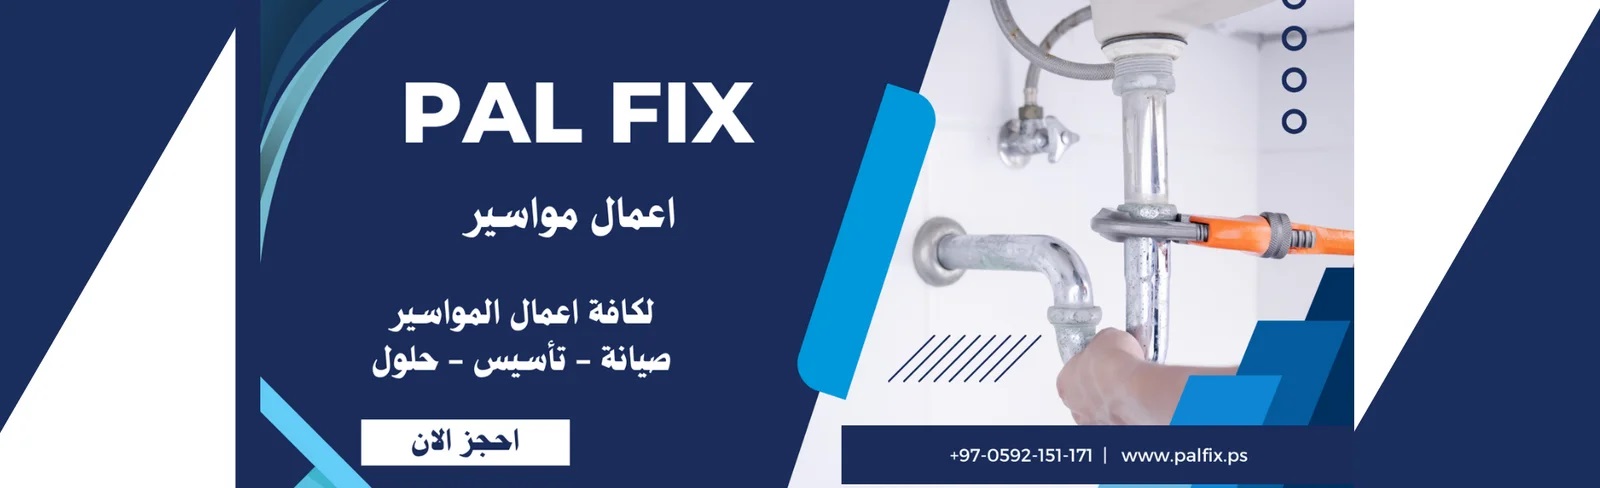 PAL FIX
اعمال مواسير
لكافة اعمال المواسير
صيانة - تأسيس - حلول
احجز الان
+97-0592-151-171 | www.palfix.ps